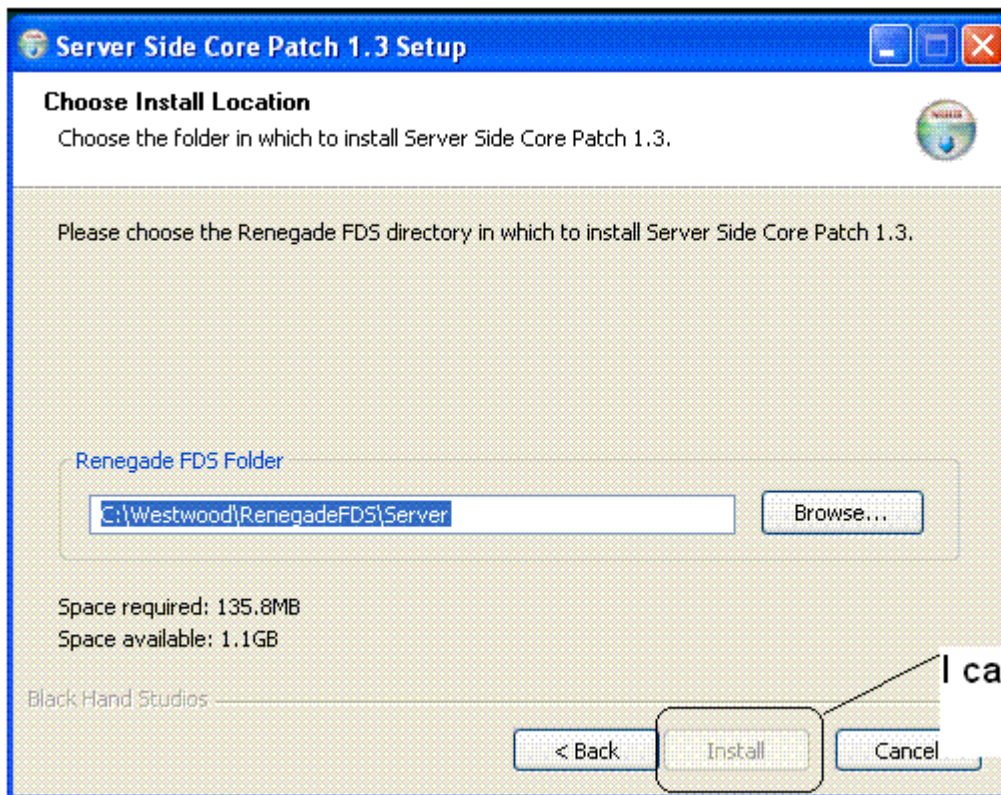 Server Side Core Patch 1.3 Setup
Choose Install Location
Choose the folder in which to install Server Side Core Patch 1.3.
Please choose the Renegade FDS directory in which to install Server Side Core Patch 1.3.
Renegade FDS Folder
C:\Westwood\RenegadeFDS\Server
Browse...
Space required: 135.8MB
Space available: 1.1GB
I ca
Black Hand Studios
< Back
Install
Cancel